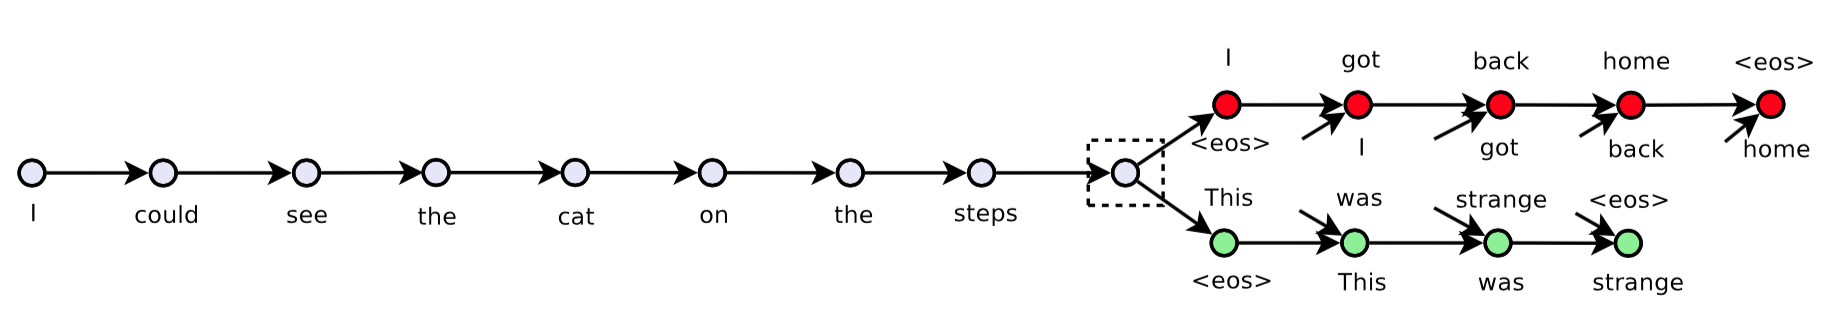 I got back home <eos>
<eos> I got back home
I could see the cat on the steps
This was strange <eos>
<eos> This was strange